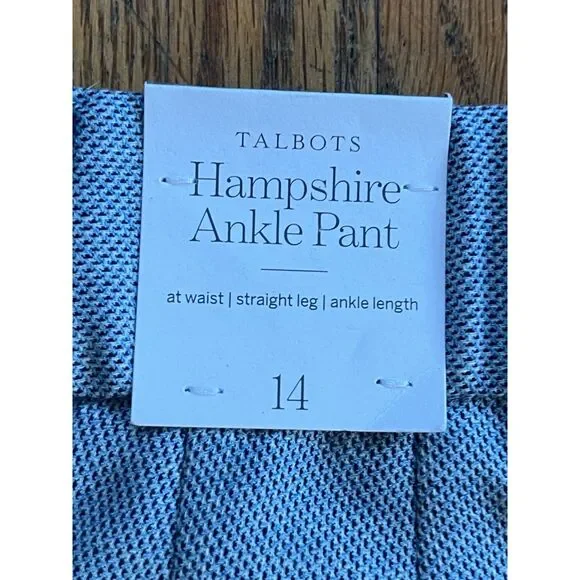 TALBOTS
Hampshire
Ankle Pant
at waist | straight leg | ankle length
14